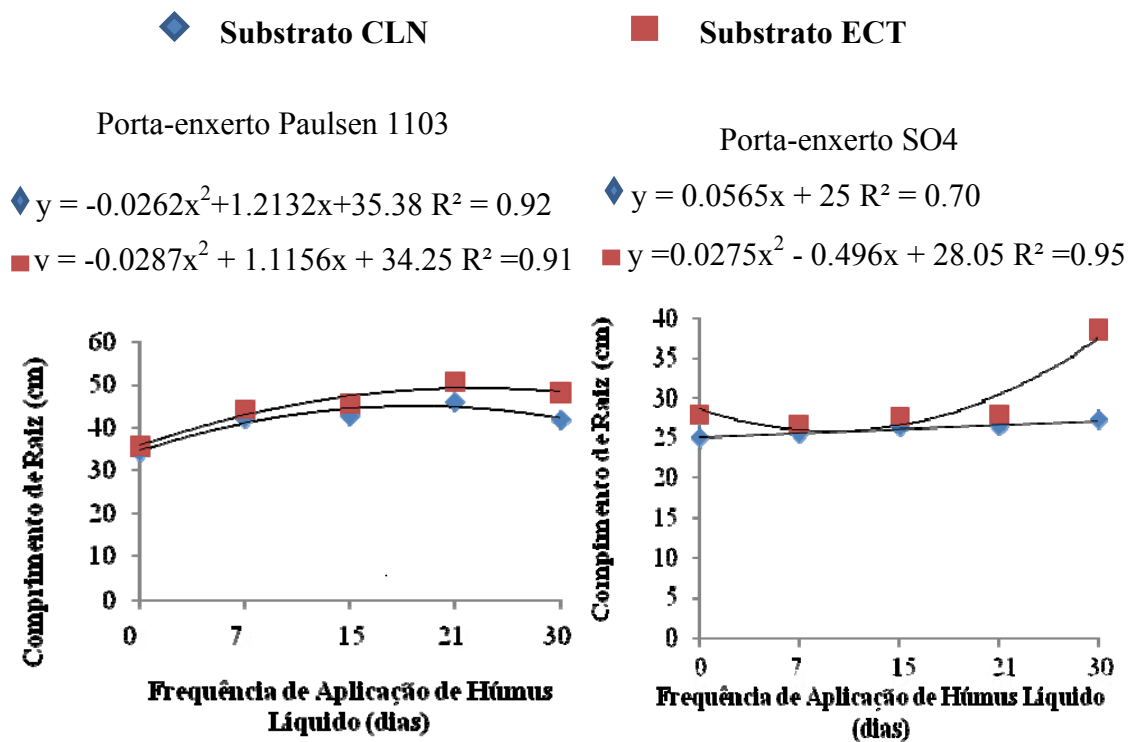 Substrato CLN
Substrato ECT
Porta-enxerto Paulsen 1103
y = -0.0262x²+1.2132x+35.38 R² = 0.92
v = -0.0287x² + 1.1156x + 34.25 R² =0.91
Comprimento de Raiz (cm)
60
50
40
30
20
10
0
0 7 15 21 30
Frequência de Aplicação de Húmus
Líquido (dias)
Porta-enxerto SO4
y = 0.0565x + 25 R² = 0.70
y =0.0275x² - 0.496x + 28.05 R² =0.95
Compimento de Raiz (cm)
40
35
30
25
20
15
10
5
0
0 7 15 21 30
Frequência de Aplicação de Húmus Líquido
(dias)